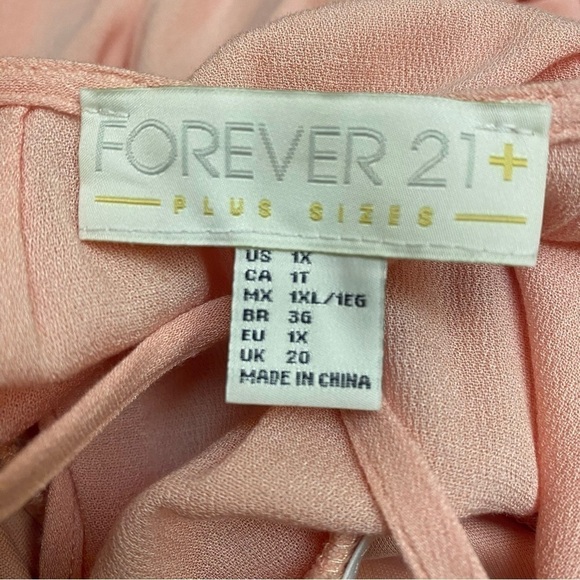 FOREVER 21+
PLUS SIZES
US 1X
CA 1T
MX 1XL/1EG
BR 3G
EU 1X
UK 20
MADE IN CHINA